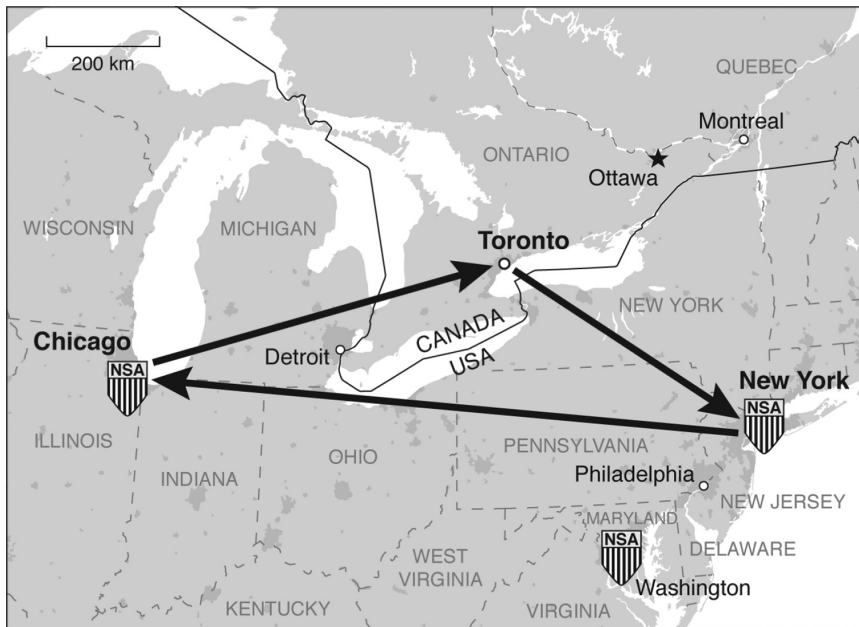 200 km
QUEBEC
Montreal
ONTARIO
Ottawa
WISCONSIN
MICHIGAN
Toronto
NEW YORK
CANADA
USA
Chicago
NSA
Detroit
New York
NSA
ILLINOIS
INDIANA
OHIO
PENNSYLVANIA
Philadelphia
NEW JERSEY
MARYLAND
NSA
DELAWARE
WEST
VIRGINIA
Washington
KENTUCKY
VIRGINIA